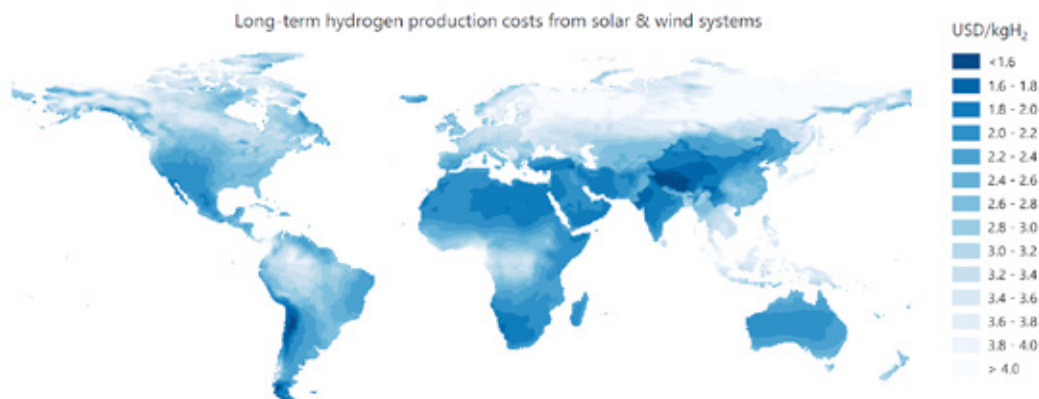 Long-term hydrogen production costs from solar & wind systems
USD/kgH₂
<1.6
1.6 - 1.8
1.8 - 2.0
2.0 - 2.2
2.2 - 2.4
2.4 - 2.6
2.6 - 2.8
2.8 - 3.0
3.0 - 3.2
3.2 - 3.4
3.4 - 3.6
3.6 - 3.8
3.8 - 4.0
> 4.0